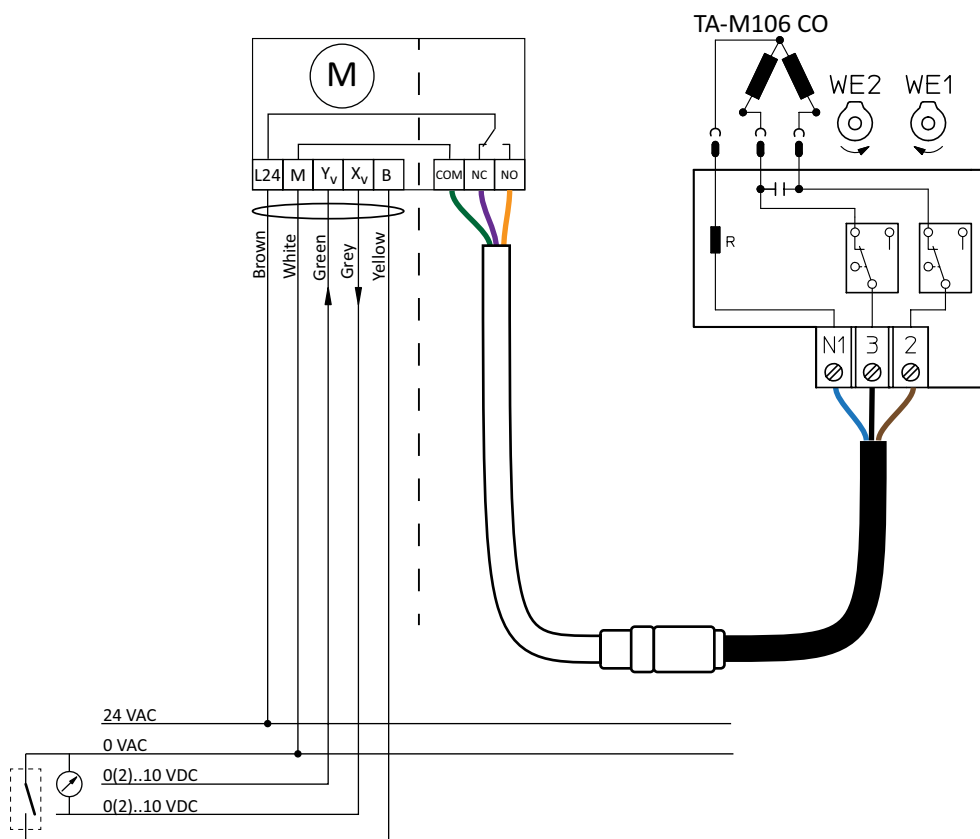 TA-M106 CO
M
WE2 WE1
L24 M Yv Xv B COM NC NO
Brown
White
Green
Grey
Yellow
R
N1 3 2
24 VAC
0 VAC
0(2)..10 VDC
0(2)..10 VDC